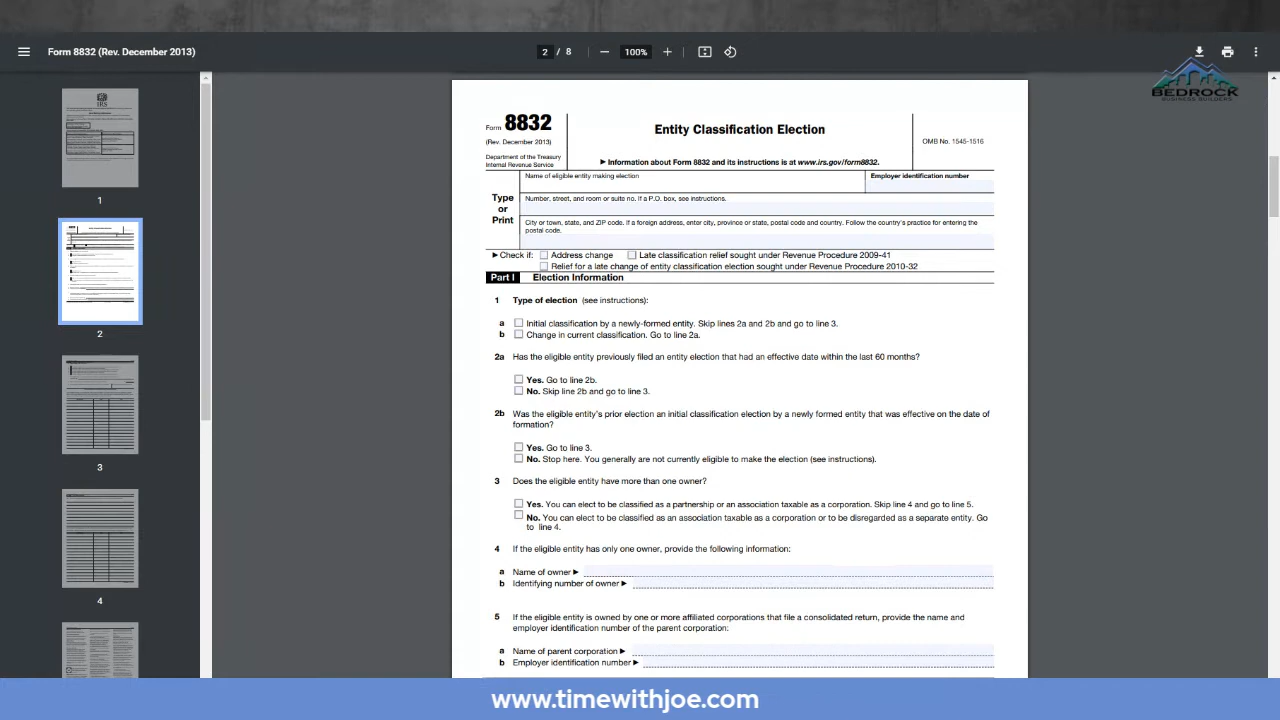 Form 8832 (Rev. December 2013)
2 / 8
100%
BEDROCK
BUSINESS BUILDERS
1
2
3
4
Form 8832
(Rev. December 2013)
Department of the Treasury
Internal Revenue Service
Entity Classification Election
▶ Information about Form 8832 and its instructions is at www.irs.gov/form8832.
OMB No. 1545-1516
Type
or
Print
Name of eligible entity making election
Employer identification number
Number, street, and room or suite no. If a P.O. box, see instructions.
City or town, state, and ZIP code. If a foreign address, enter city, province or state, postal code and country. Follow the country's practice for entering the
postal code.
▶ Check if: Address change Late classification relief sought under Revenue Procedure 2009-41
Relief for a late change of entity classification election sought under Revenue Procedure 2010-32
Part I Election Information
1 Type of election (see instructions):
a Initial classification by a newly-formed entity. Skip lines 2a and 2b and go to line 3.
b Change in current classification. Go to line 2a.
2a Has the eligible entity previously filed an entity election that had an effective date within the last 60 months?
Yes. Go to line 2b.
No. Skip line 2b and go to line 3.
2b Was the eligible entity's prior election an initial classification election by a newly formed entity that was effective on the date of
formation?
Yes. Go to line 3.
No. Stop here. You generally are not currently eligible to make the election (see instructions).
3 Does the eligible entity have more than one owner?
Yes. You can elect to be classified as a partnership or an association taxable as a corporation. Skip line 4 and go to line 5.
No. You can elect to be classified as an association taxable as a corporation or to be disregarded as a separate entity. Go
to line 4.
4 If the eligible entity has only one owner, provide the following information:
a Name of owner ▶
b Identifying number of owner ▶
5 If the eligible entity is owned by one or more affiliated corporations that file a consolidated return, provide the name and
employer identification number of the parent corporation:
a Name of parent corporation ▶
b Employer identification number ▶
www.timewithjoe.com